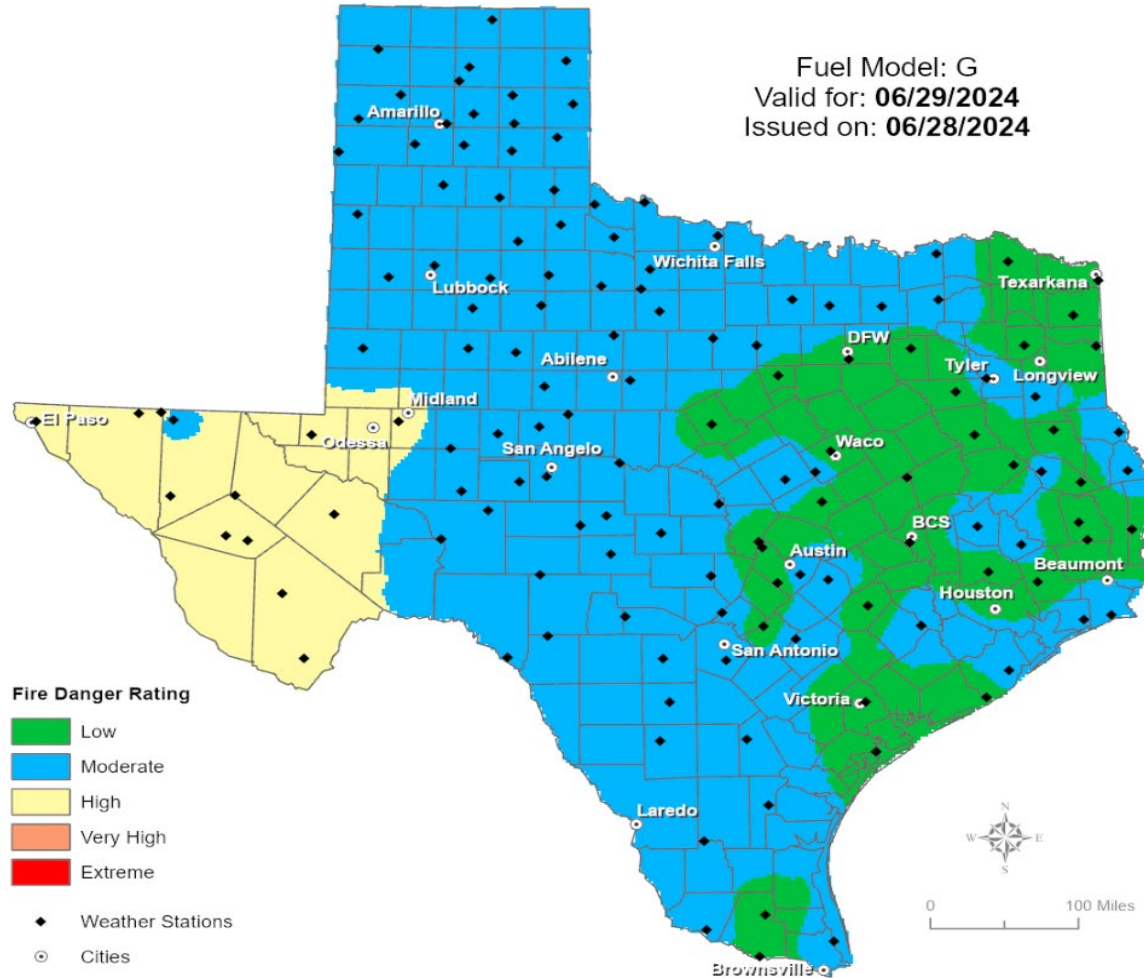 Fuel Model: G
Valid for: 06/29/2024
Issued on: 06/28/2024
Amarillo
Wichita Falls
Lubbock
Texarkana
DFW
Abilene
Tyler
Longview
Midland
El Paso
Odessa
San Angelo
Waco
BCS
Austin
Beaumont
Houston
San Antonio
Victoria
Laredo
Brownsville
Fire Danger Rating
Low
Moderate
High
Very High
Extreme
Weather Stations
Cities
N
W E
S
0 100 Miles